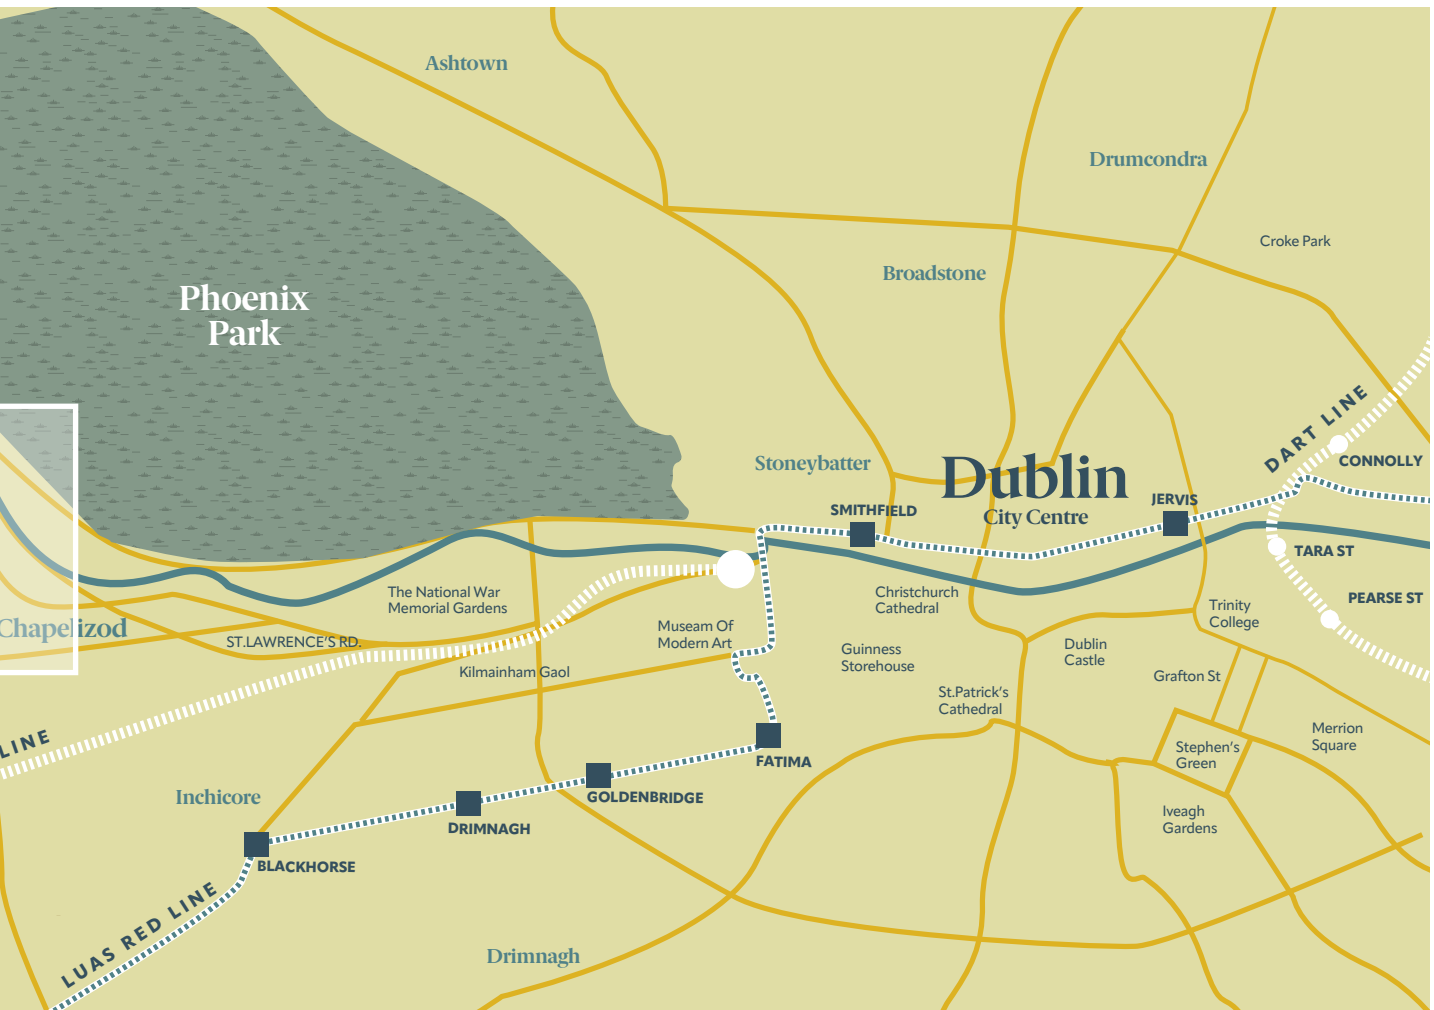 Ashtown
Drumcondra
Croke Park
Broadstone
Phoenix
Park
DART LINE
CONNOLLY
Stoneybatter
Dublin
City Centre
SMITHFIELD
JERVIS
TARA ST
PEARSE ST
The National War
Memorial Gardens
Christchurch
Cathedral
Trinity
College
Chapelizod
ST.LAWRENCE'S RD.
Museam Of
Modern Art
Guinness
Storehouse
Dublin
Castle
Kilmainham Gaol
Grafton St
St.Patrick's
Cathedral
LINE
Merrion
Square
Stephen's
Green
FATIMA
Inchicore
GOLDENBRIDGE
Iveagh
Gardens
DRIMNAGH
BLACKHORSE
LUAS RED LINE
Drimnagh